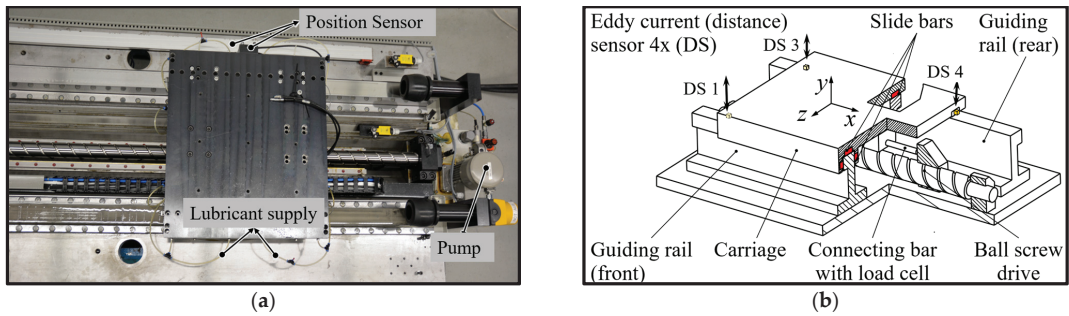 Position Sensor
Lubricant supply
Pump
(a)
Eddy current (distance)
sensor 4x (DS)
Slide bars
Guiding
rail (rear)
DS 3
DS 1
DS 4
y
z
x
Guiding rail
(front)
Carriage
Connecting bar
with load cell
Ball screw
drive
(b)